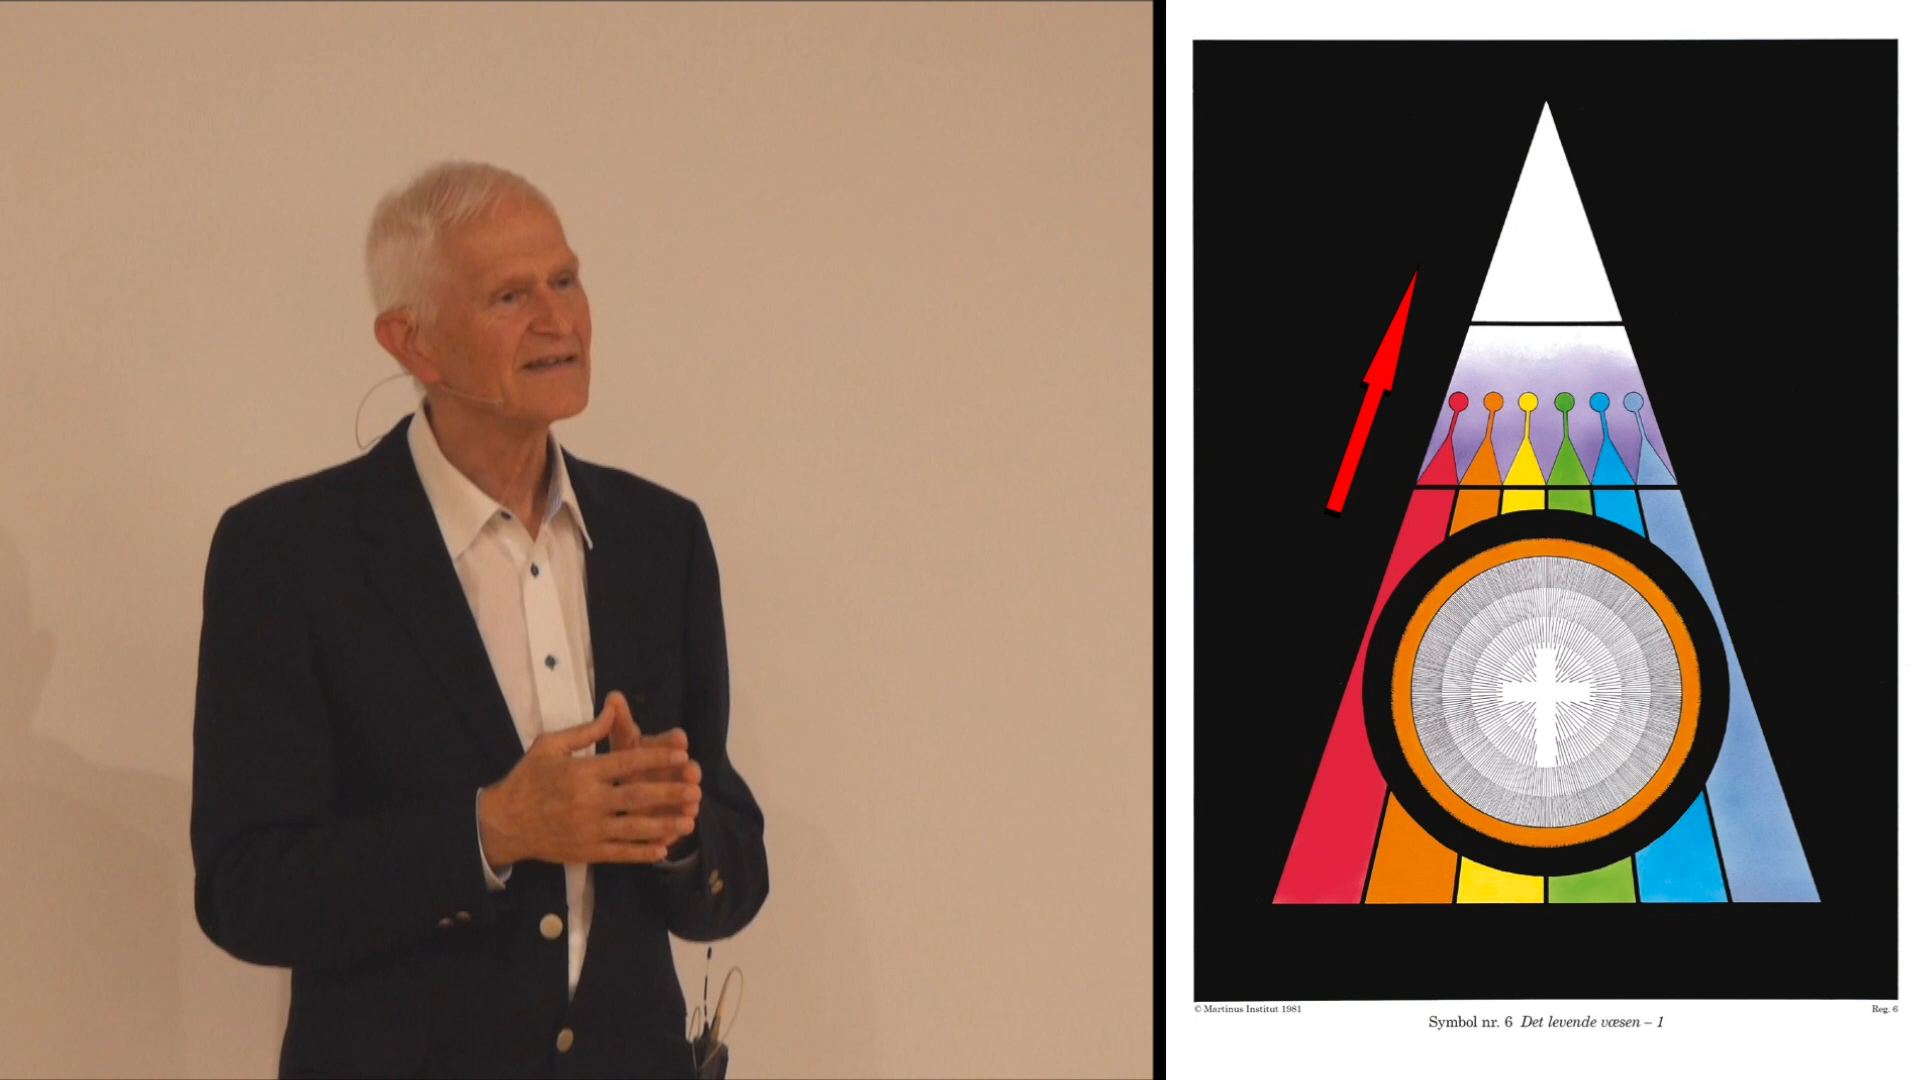 © Martinus Institut 1981
Reg. 6
Symbol nr. 6 Det levende væsen – 1